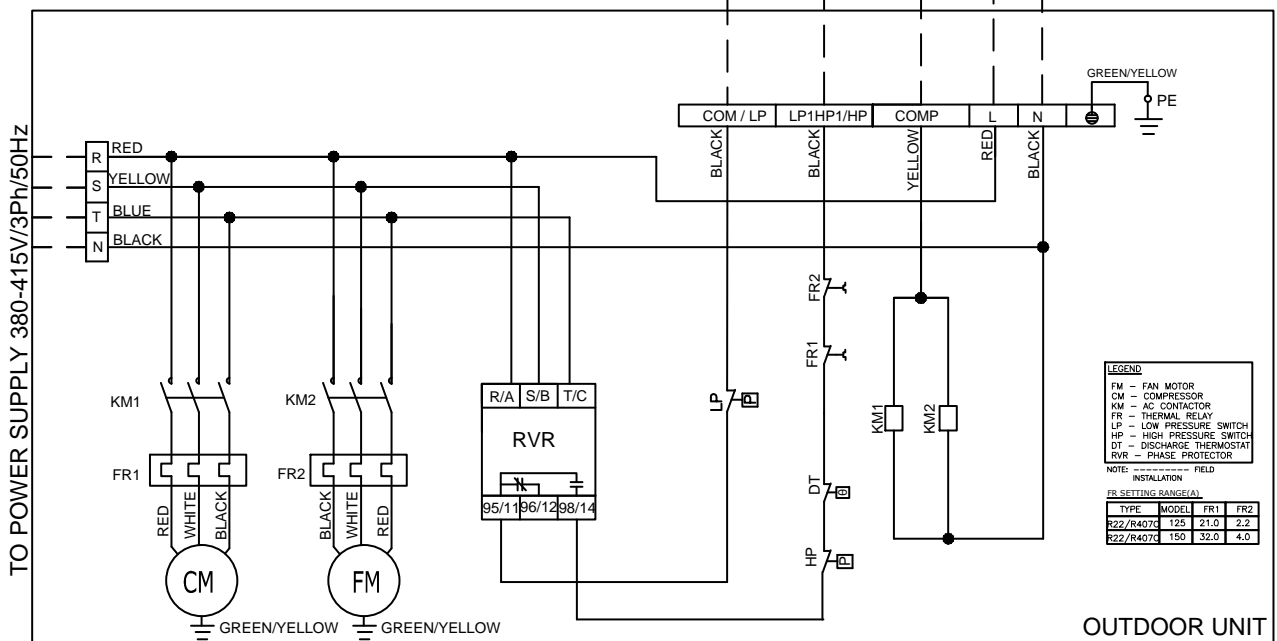 GREEN/YELLOW
PE
COM / LP LP1HP1/HP COMP L N
BLACK BLACK YELLOW RED BLACK
TO POWER SUPPLY 380-415V/3Ph/50Hz
R RED
S YELLOW
T BLUE
N BLACK
FR2
FR1
KM1 KM2
R/A S/B T/C
RVR
95/11 96/12 98/14
LP P
KM1 KM2
FR1 FR2
RED WHITE BLACK
BLACK WHITE RED
DT θ
HP P
CM FM
GREEN/YELLOW GREEN/YELLOW
LEGEND
FM - FAN MOTOR
CM - COMPRESSOR
KM - AC CONTACTOR
FR - THERMAL RELAY
LP - LOW PRESSURE SWITCH
HP - HIGH PRESSURE SWITCH
DT - DISCHARGE THERMOSTAT
RVR - PHASE PROTECTOR
NOTE: --------- FIELD
INSTALLATION
FR SETTING RANGE(A)
TYPE MODEL FR1 FR2
R22/R407C 125 21.0 2.2
R22/R407C 150 32.0 4.0
OUTDOOR UNIT